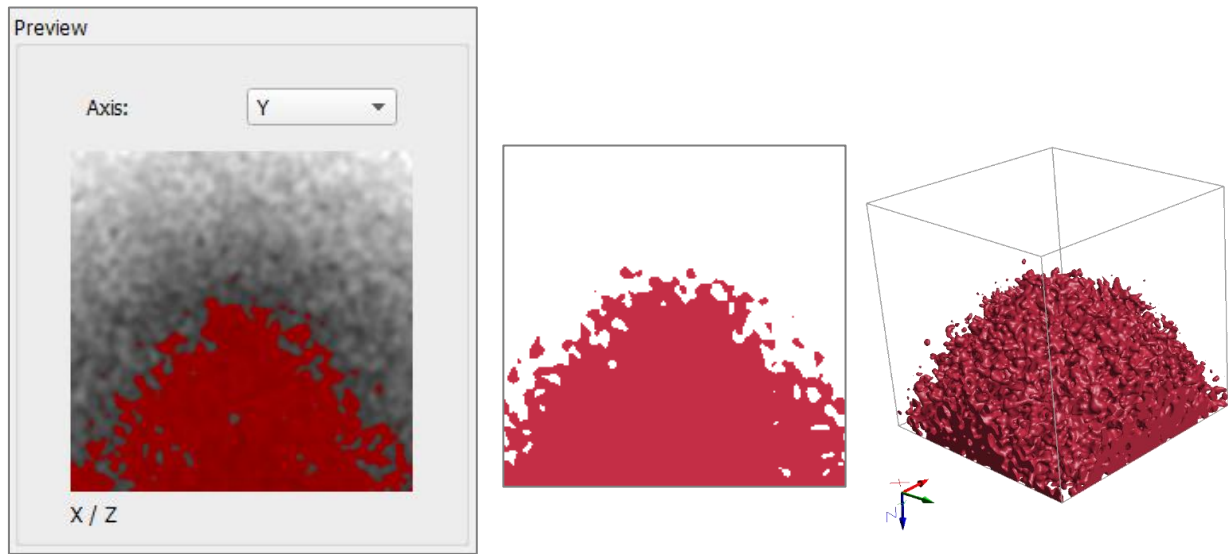 Preview
Axis:
Y
X / Z
X
Z